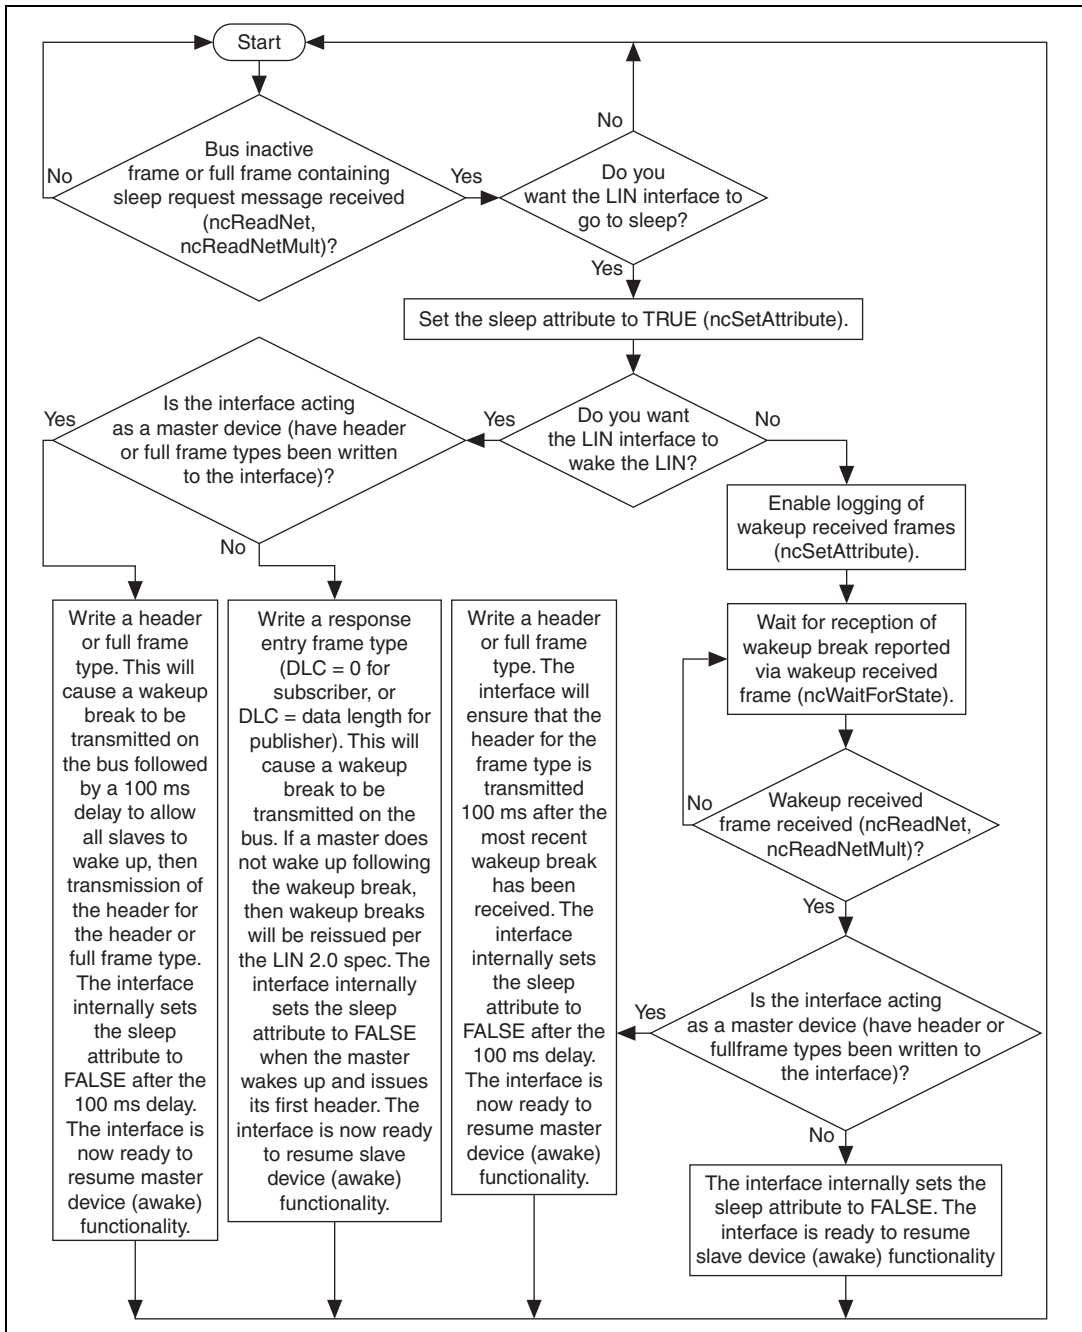 Start
Bus inactive
frame or full frame containing
sleep request message received
(ncReadNet,
ncReadNetMult)?
No
Yes
No
Do you
want the LIN interface to
go to sleep?
Yes
Set the sleep attribute to TRUE (ncSetAttribute).
Do you want
the LIN interface to
wake the LIN?
Yes
No
Is the interface acting
as a master device (have header
or full frame types been written
to the interface)?
Yes
No
Write a header
or full frame
type. This will
cause a wakeup
break to be
transmitted on
the bus followed
by a 100 ms
delay to allow
all slaves to
wake up, then
transmission of
the header for
the header or
full frame type.
The interface
internally sets
the sleep
attribute to
FALSE after the
100 ms delay.
The interface is
now ready to
resume master
device (awake)
functionality.
Write a response
entry frame type
(DLC = 0 for
subscriber, or
DLC = data length for
publisher). This will
cause a wakeup
break to be
transmitted on the
bus. If a master does
not wake up following
the wakeup break,
then wakeup breaks
will be reissued per
the LIN 2.0 spec. The
interface internally
sets the sleep
attribute to FALSE
when the master
wakes up and issues
its first header. The
interface is now ready
to resume slave
device (awake)
functionality.
Write a header
or full frame
type. The
interface will
ensure that the
header for the
frame type is
transmitted
100 ms after the
most recent
wakeup break
has been
received. The
interface
internally sets
the sleep
attribute to
FALSE after the
100 ms delay.
The interface is
now ready to
resume master
device (awake)
functionality.
Enable logging of
wakeup received frames
(ncSetAttribute).
Wait for reception of
wakeup break reported
via wakeup received
frame (ncWaitForState).
No
Wakeup received
frame received (ncReadNet,
ncReadNetMult)?
Yes
Is the interface acting
as a master device (have header or
fullframe types been written to
the interface)?
Yes
No
The interface internally sets the
sleep attribute to FALSE. The
interface is ready to resume
slave device (awake) functionality